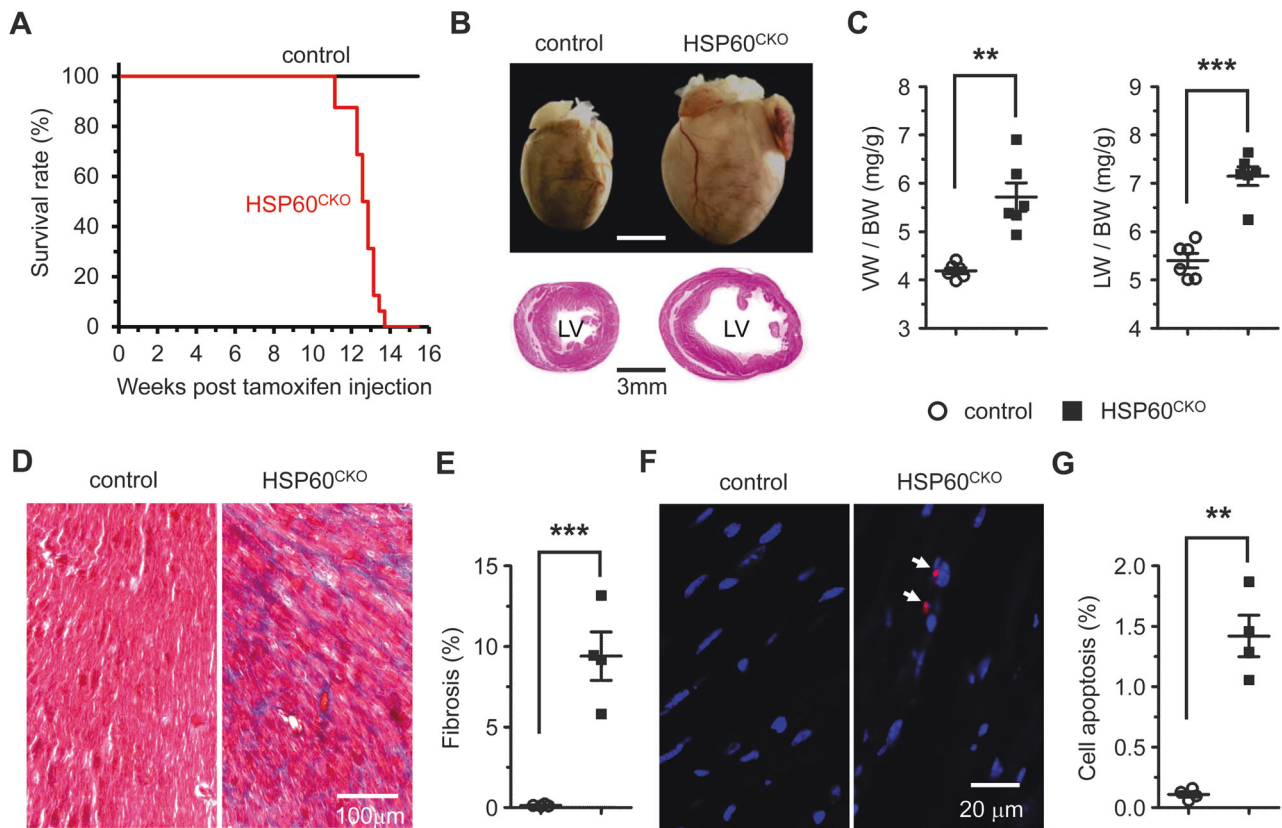 A
control
Survival rate (%)
100
80
60
40
20
0
HSP60CKO
0 2 4 6 8 10 12 14 16
Weeks post tamoxifen injection
B
control HSP60CKO
LV LV
3mm
C
**
VW / BW (mg/g)
8
7
6
5
4
3
***
LW / BW (mg/g)
9
8
7
6
5
4
control HSP60CKO
D
control HSP60CKO
100µm
E
***
Fibrosis (%)
15
10
5
0
F
control HSP60CKO
20 µm
G
**
Cell apoptosis (%)
2.0
1.5
1.0
0.5
0.0